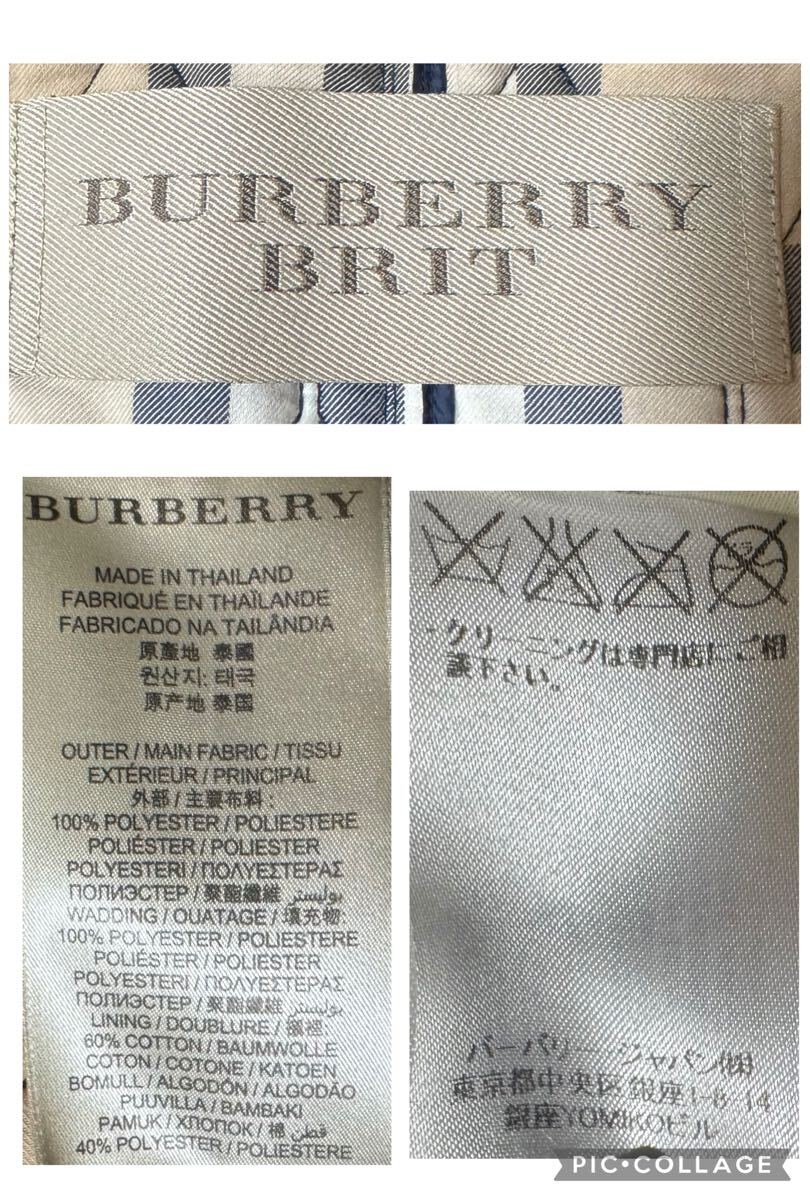 BURBERRY
BRIT
BURBERRY
MADE IN THAILAND
FABRIQUÉ EN THAÏLANDE
FABRICADO NA TAILÂNDIA
原產地 泰國
원산지: 태국
原产地 泰国
OUTER / MAIN FABRIC / TISSU
EXTÉRIEUR / PRINCIPAL
外部 / 主要布料 :
100% POLYESTER / POLIESTERE
POLIÉSTER / POLIESTER
POLYESTERI / ΠΟΛΥΕΣΤΕΡΑΣ
ПОЛИЭСТЕР / 聚酯纖維 بوليستر
WADDING / OUATAGE / 填充物:
100% POLYESTER / POLIESTERE
POLIÉSTER / POLIESTER
POLYESTERI / ΠΟΛΥΕΣΤΕΡΑΣ
ПОЛИЭСТЕР / 聚酯纖維 بوليستر
LINING / DOUBLURE / 襯裡:
60% COTTON / BAUMWOLLE
COTON / COTONE / KATOEN
BOMULL / ALGODÓN / ALGODÃO
PUUVILLA / BAMBAKI
PAMUK / ХЛОПОК / 棉 قطن
40% POLYESTER / POLIESTERE
ドライ
・クリーニングは専門店にご相
談下さい。
バーバリー・ジャパン(株)
東京都中央区銀座1-8-14
銀座YOMIKOビル
PIC•COLLAGE